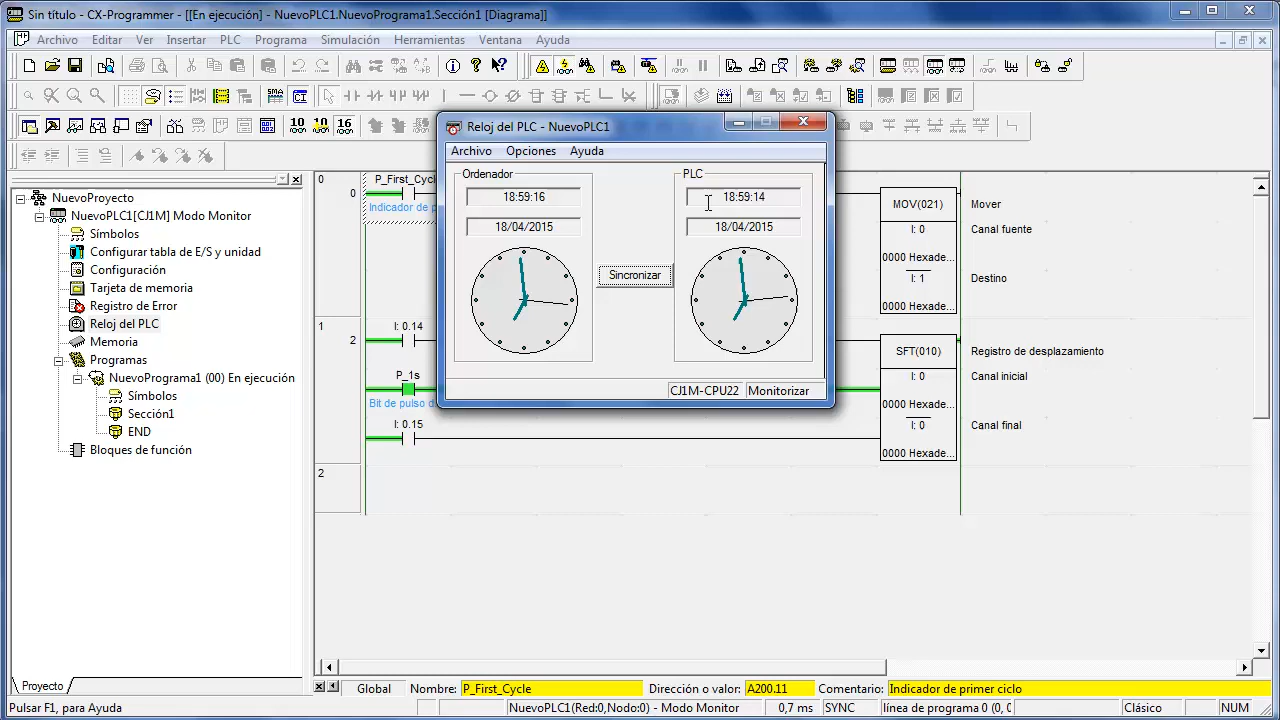 Sin título - CX-Programmer - [[En ejecución] - NuevoPLC1.NuevoPrograma1.Sección1 [Diagrama]]
Archivo Editar Ver Insertar PLC Programa Simulación Herramientas Ventana Ayuda
10 10 16
NuevoProyecto
NuevoPLC1[CJ1M] Modo Monitor
Símbolos
Configurar tabla de E/S y unidad
Configuración
Tarjeta de memoria
Registro de Error
Reloj del PLC
Memoria
Programas
NuevoPrograma1 (00) En ejecución
Símbolos
Sección1
END
Bloques de función
Proyecto
0
0
P_First_Cycle
Indicador de p
MOV(021) Mover
I: 0 Canal fuente
0000 Hexade...
I: 1 Destino
0000 Hexade...
1
2
I: 0.14
SFT(010) Registro de desplazamiento
P_1s
I: 0 Canal inicial
Bit de pulso d
0000 Hexade...
I: 0.15
I: 0 Canal final
0000 Hexade...
2
Reloj del PLC - NuevoPLC1
Archivo Opciones Ayuda
Ordenador
18:59:16
18/04/2015
Sincronizar
PLC
18:59:14
18/04/2015
CJ1M-CPU22 Monitorizar
Global Nombre: P_First_Cycle Dirección o valor: A200.11 Comentario: Indicador de primer ciclo
Pulsar F1, para Ayuda NuevoPLC1(Red:0,Nodo:0) - Modo Monitor 0,7 ms SYNC línea de programa 0 (0, Clásico NUM